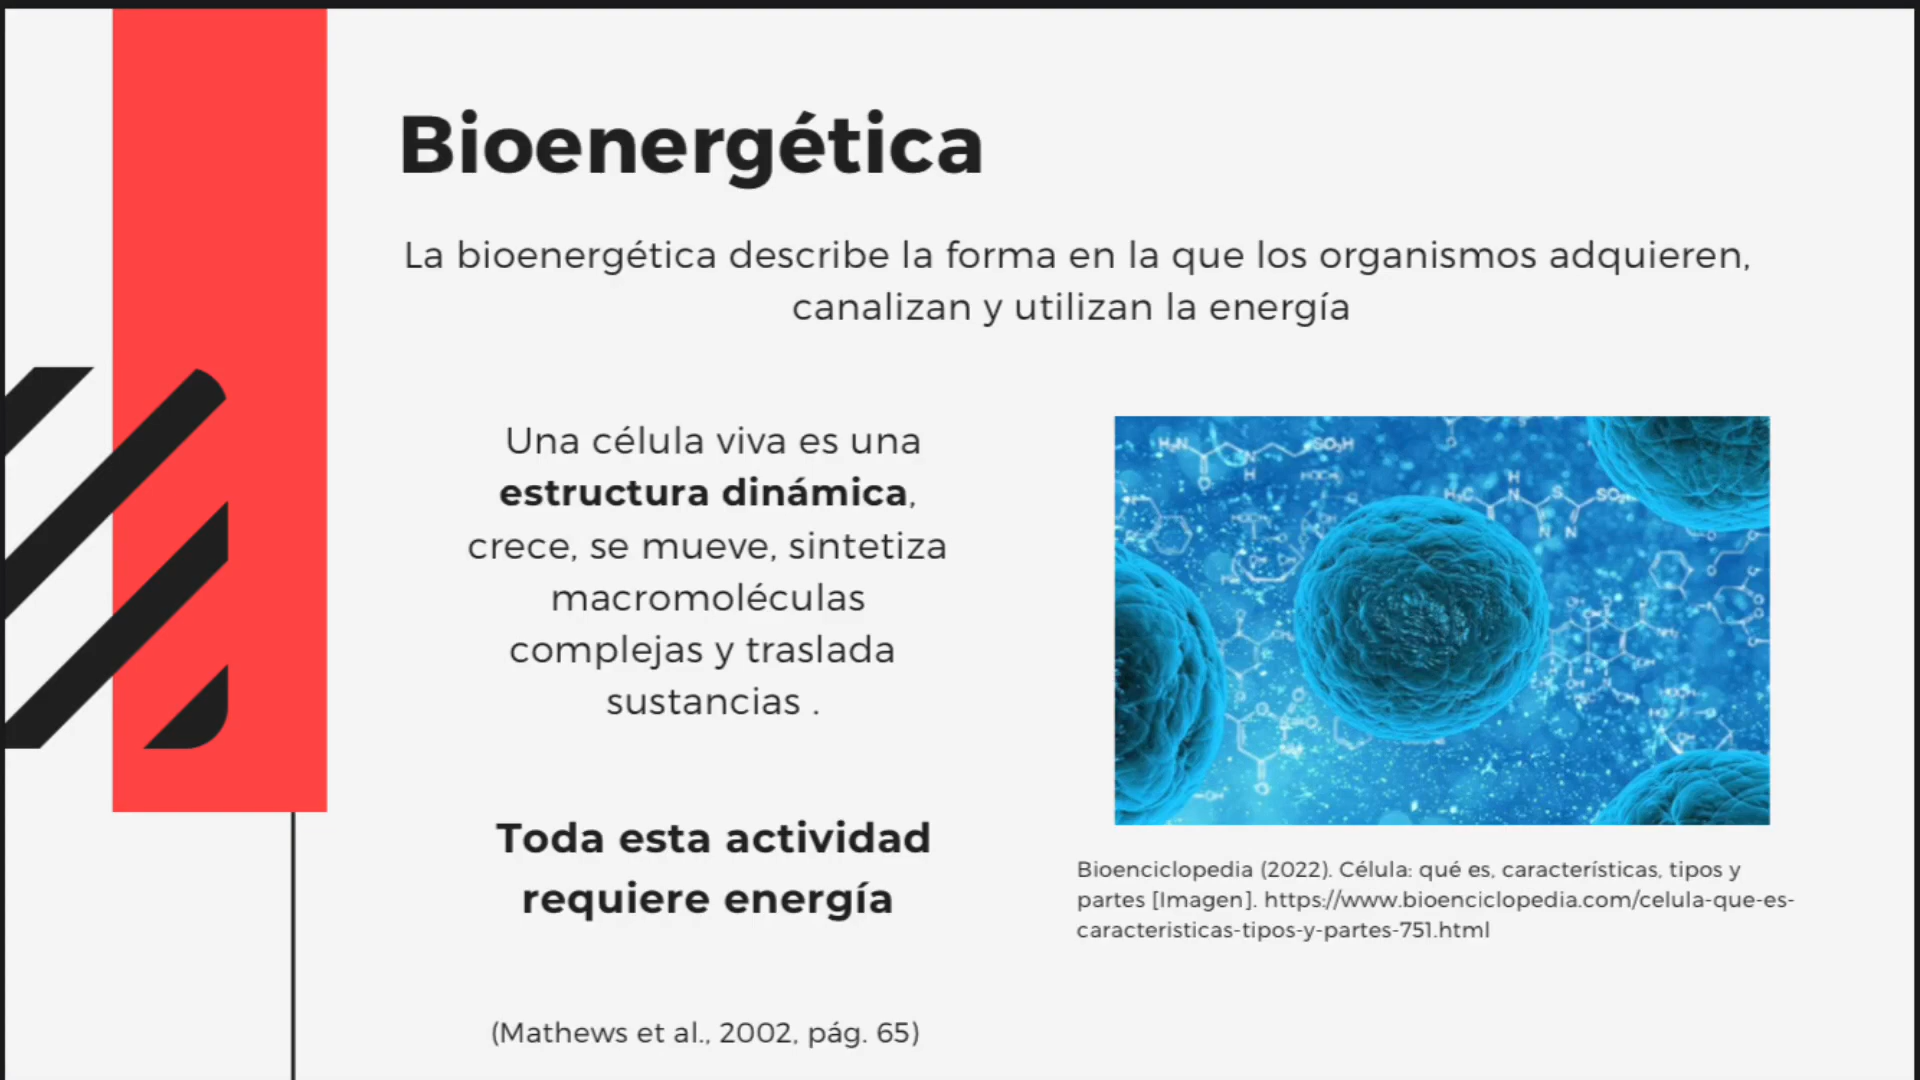 Bioenergética
La bioenergética describe la forma en la que los organismos adquieren,
canalizan y utilizan la energía
Una célula viva es una
estructura dinámica,
crece, se mueve, sintetiza
macromoléculas
complejas y traslada
sustancias .
Toda esta actividad
requiere energía
(Mathews et al., 2002, pág. 65)
Bioenciclopedia (2022). Célula: qué es, características, tipos y
partes [Imagen]. https://www.bioenciclopedia.com/celula-que-es-
caracteristicas-tipos-y-partes-751.html